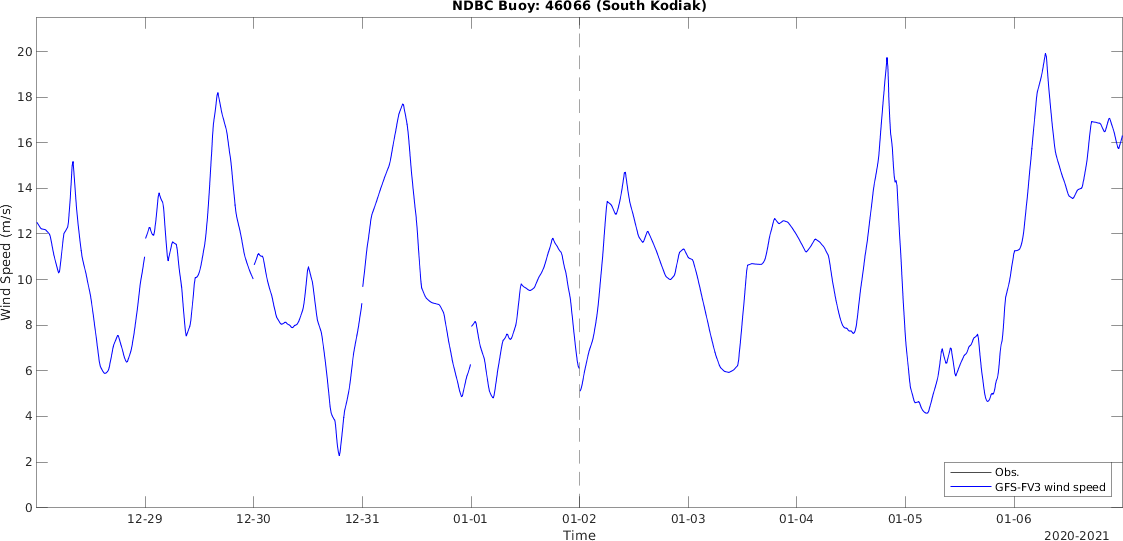 NDBC Buoy: 46066 (South Kodiak)
Wind Speed (m/s)
20
18
16
14
12
10
8
6
4
2
0
Obs.
GFS-FV3 wind speed
12-29 12-30 12-31 01-01 01-02 01-03 01-04 01-05 01-06
Time
2020-2021